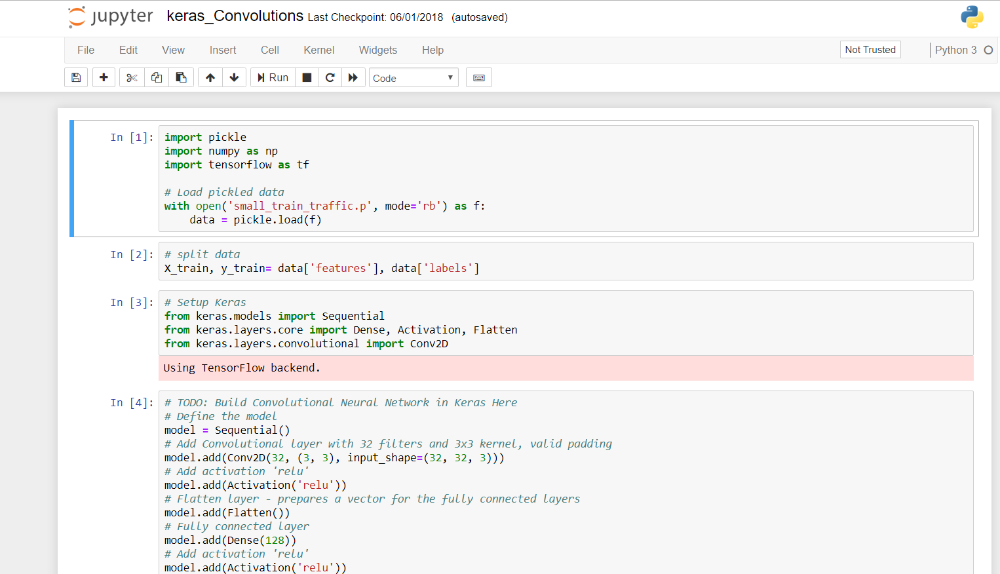 jupyter keras_Convolutions Last Checkpoint: 06/01/2018 (autosaved)
File Edit View Insert Cell Kernel Widgets Help Not Trusted Python 3
Run Code
In [1]: import pickle
import numpy as np
import tensorflow as tf
# Load pickled data
with open('small_train_traffic.p', mode='rb') as f:
    data = pickle.load(f)
In [2]: # split data
X_train, y_train= data['features'], data['labels']
In [3]: # Setup Keras
from keras.models import Sequential
from keras.layers.core import Dense, Activation, Flatten
from keras.layers.convolutional import Conv2D
Using TensorFlow backend.
In [4]: # TODO: Build Convolutional Neural Network in Keras Here
# Define the model
model = Sequential()
# Add Convolutional layer with 32 filters and 3x3 kernel, valid padding
model.add(Conv2D(32, (3, 3), input_shape=(32, 32, 3)))
# Add activation 'relu'
model.add(Activation('relu'))
# Flatten layer - prepares a vector for the fully connected layers
model.add(Flatten())
# Fully connected layer
model.add(Dense(128))
# Add activation 'relu'
model.add(Activation('relu'))